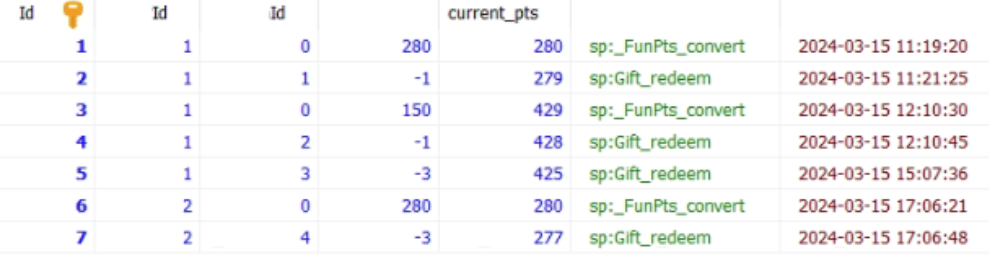 Id Id Id current_pts
1 1 0 280 280 sp:_FunPts_convert 2024-03-15 11:19:20
2 1 1 -1 279 sp:Gift_redeem 2024-03-15 11:21:25
3 1 0 150 429 sp:_FunPts_convert 2024-03-15 12:10:30
4 1 2 -1 428 sp:Gift_redeem 2024-03-15 12:10:45
5 1 3 -3 425 sp:Gift_redeem 2024-03-15 15:07:36
6 2 0 280 280 sp:_FunPts_convert 2024-03-15 17:06:21
7 2 4 -3 277 sp:Gift_redeem 2024-03-15 17:06:48